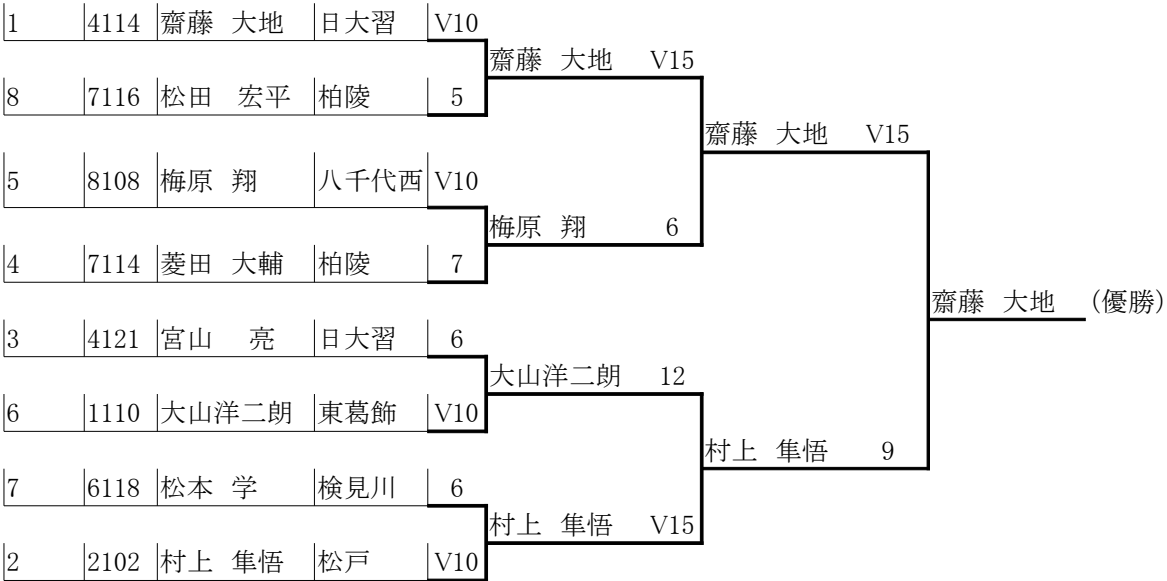 1 4114 齋藤 大地 日大習 V10
齋藤 大地 V15
8 7116 松田 宏平 柏陵 5
齋藤 大地 V15
5 8108 梅原 翔 八千代西 V10
梅原 翔 6
4 7114 菱田 大輔 柏陵 7
齋藤 大地 (優勝)
3 4121 宮山 亮 日大習 6
大山洋二朗 12
6 1110 大山洋二朗 東葛飾 V10
村上 隼悟 9
7 6118 松本 学 検見川 6
村上 隼悟 V15
2 2102 村上 隼悟 松戸 V10